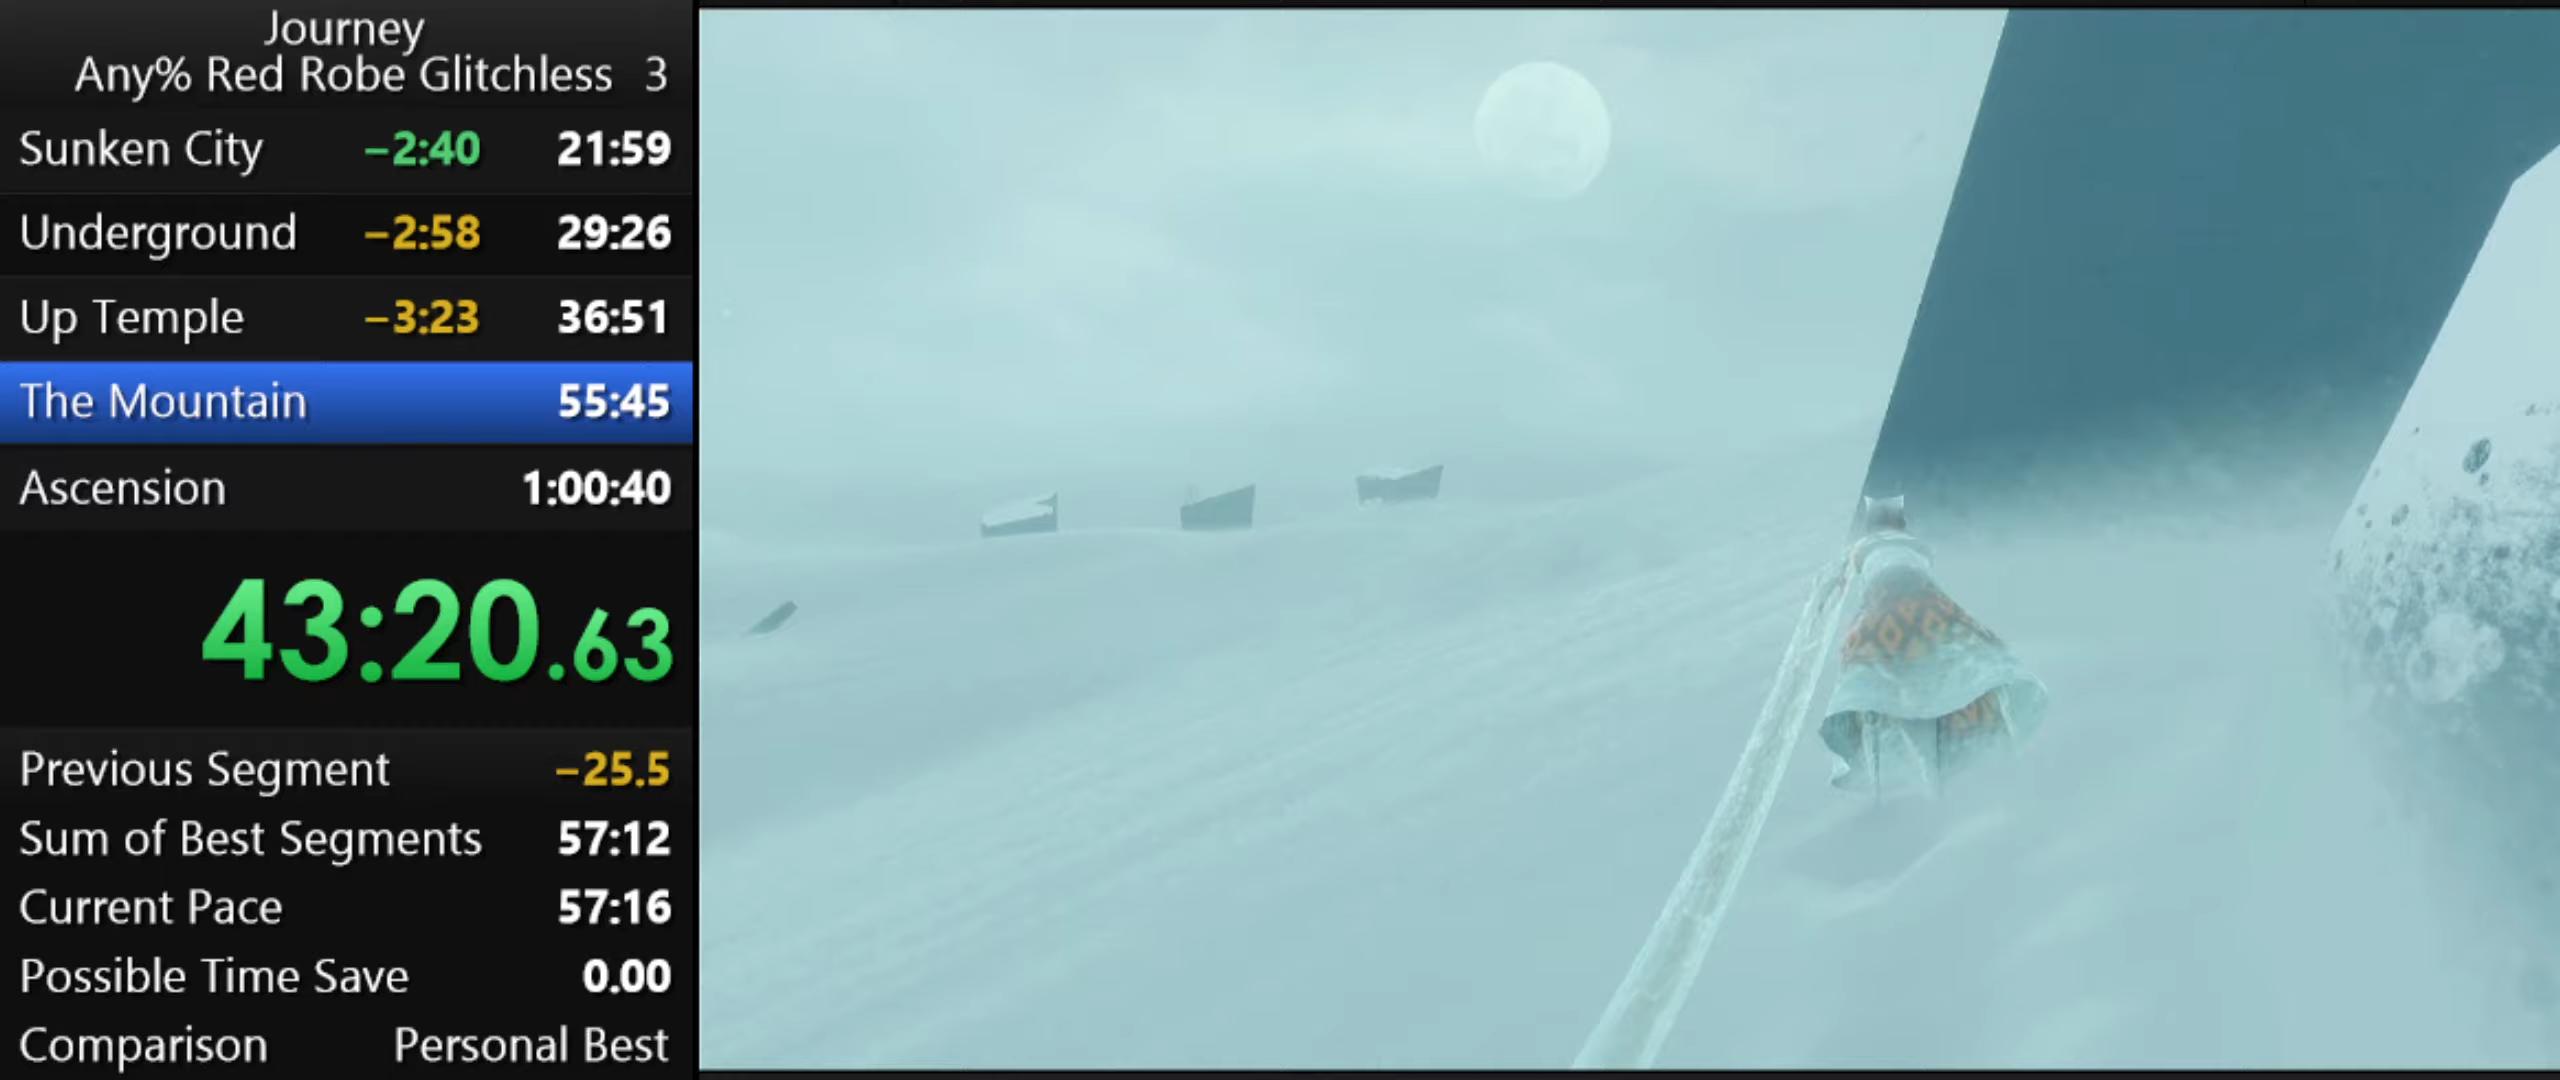 Journey
Any% Red Robe Glitchless 3
Sunken City −2:40 21:59
Underground −2:58 29:26
Up Temple −3:23 36:51
The Mountain 55:45
Ascension 1:00:40
43:20.63
Previous Segment −25.5
Sum of Best Segments 57:12
Current Pace 57:16
Possible Time Save 0.00
Comparison Personal Best